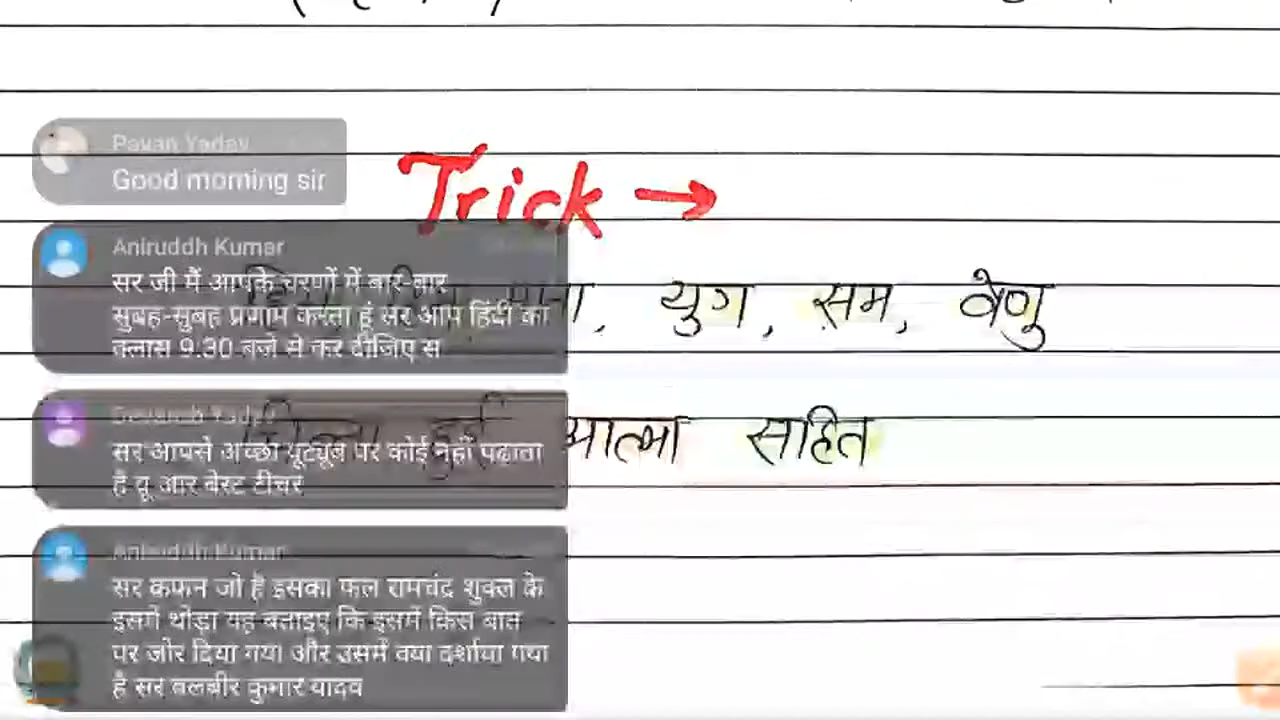 Pavan Yadav
Good morning sir
Trick →
Aniruddh Kumar
सर जी मैं आपके चरणों में बार-बार
सुबह-सुबह प्रणाम करता हूं सर आप हिंदी का
क्लास 9:30 बजे से कर दीजिए स
युग, सम, वेणु
सर आपसे अच्छा यूट्यूब पर कोई नहीं पढाता
है यू आर बेस्ट टीचर
हुई आत्मा सहित
Aniruddh Kumar
सर कफन जो है इसका फल रामचंद्र शुक्ल के
इसमें थोड़ा यह बताइए कि इसमें किस बात
पर जोर दिया गया और उसमें क्या दर्शाया गया
है सर बलबीर कुमार यादव